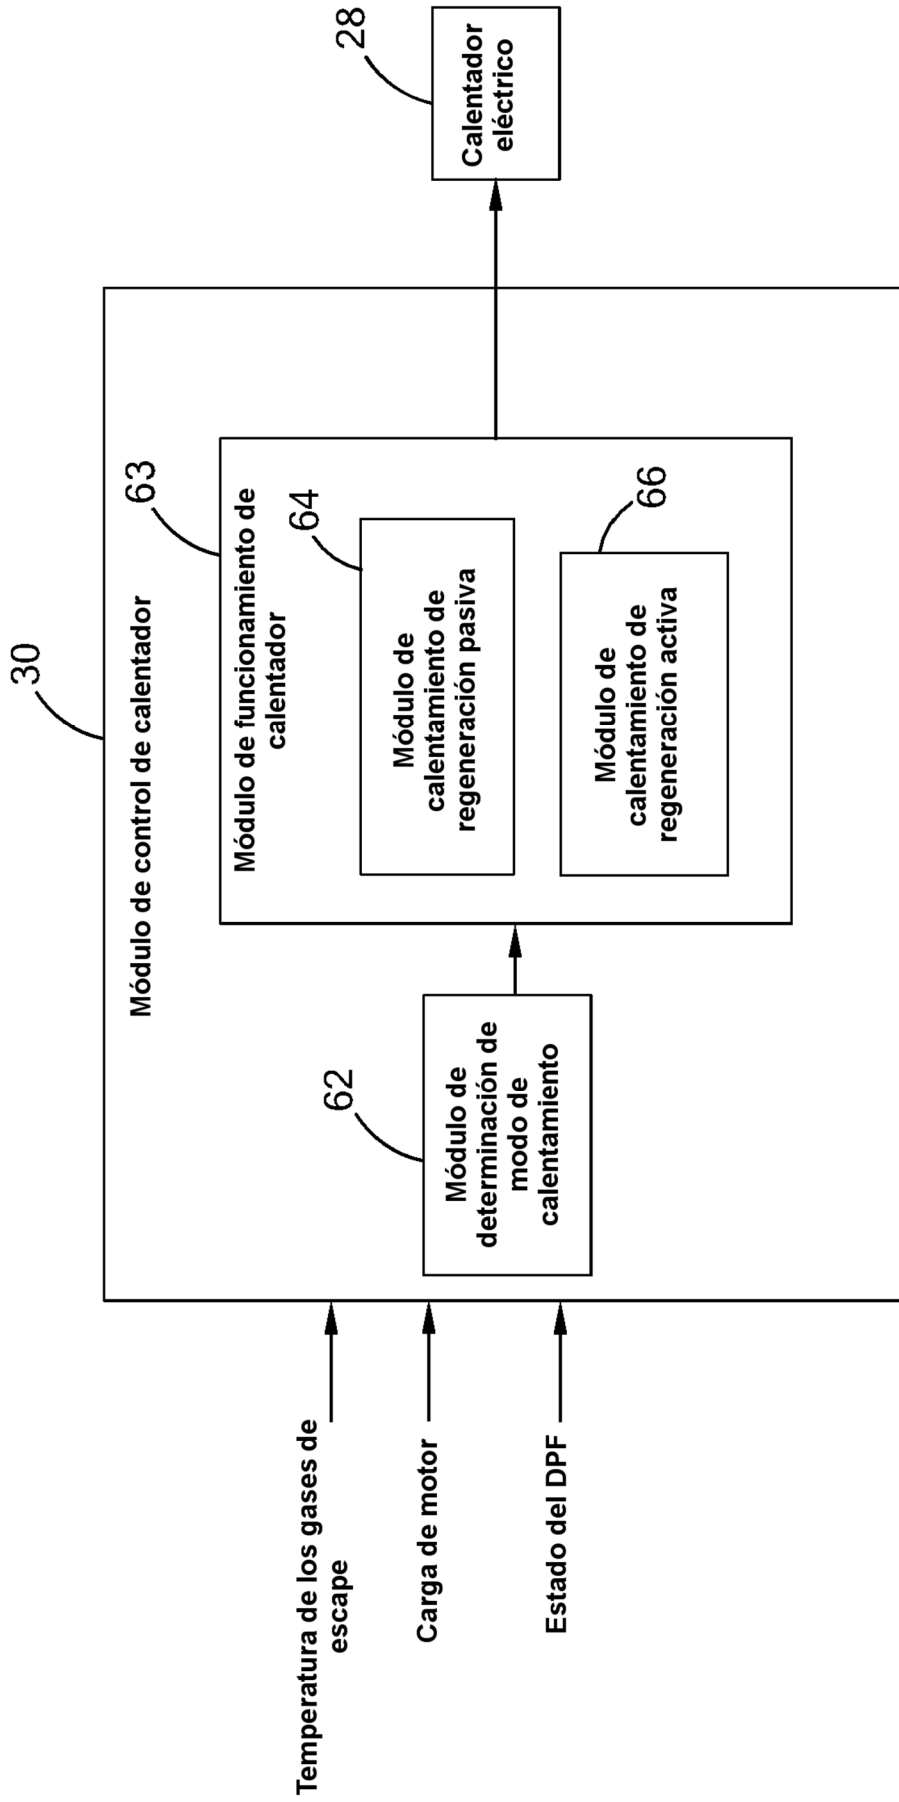 30
Módulo de control de calentador
63
Módulo de funcionamiento de
calentador
64
Módulo de
calentamiento de
regeneración pasiva
66
Módulo de
calentamiento de
regeneración activa
62
Módulo de
determinación de
modo de
calentamiento
28
Calentador
eléctrico
Temperatura de los gases de
escape
Carga de motor
Estado del DPF